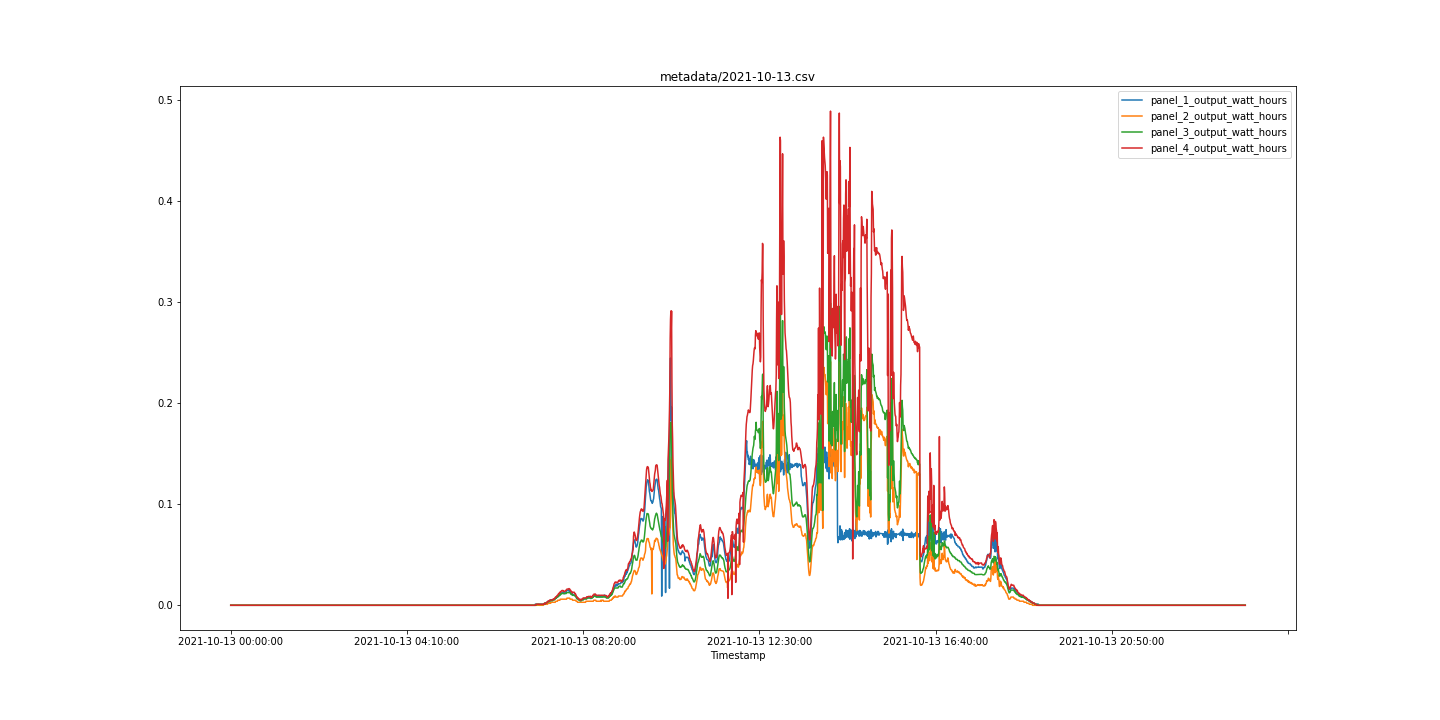 metadata/2021-10-13.csv
panel_1_output_watt_hours
panel_2_output_watt_hours
panel_3_output_watt_hours
panel_4_output_watt_hours
0.5
0.4
0.3
0.2
0.1
0.0
2021-10-13 00:00:00 2021-10-13 04:10:00 2021-10-13 08:20:00 2021-10-13 12:30:00 2021-10-13 16:40:00 2021-10-13 20:50:00
Timestamp